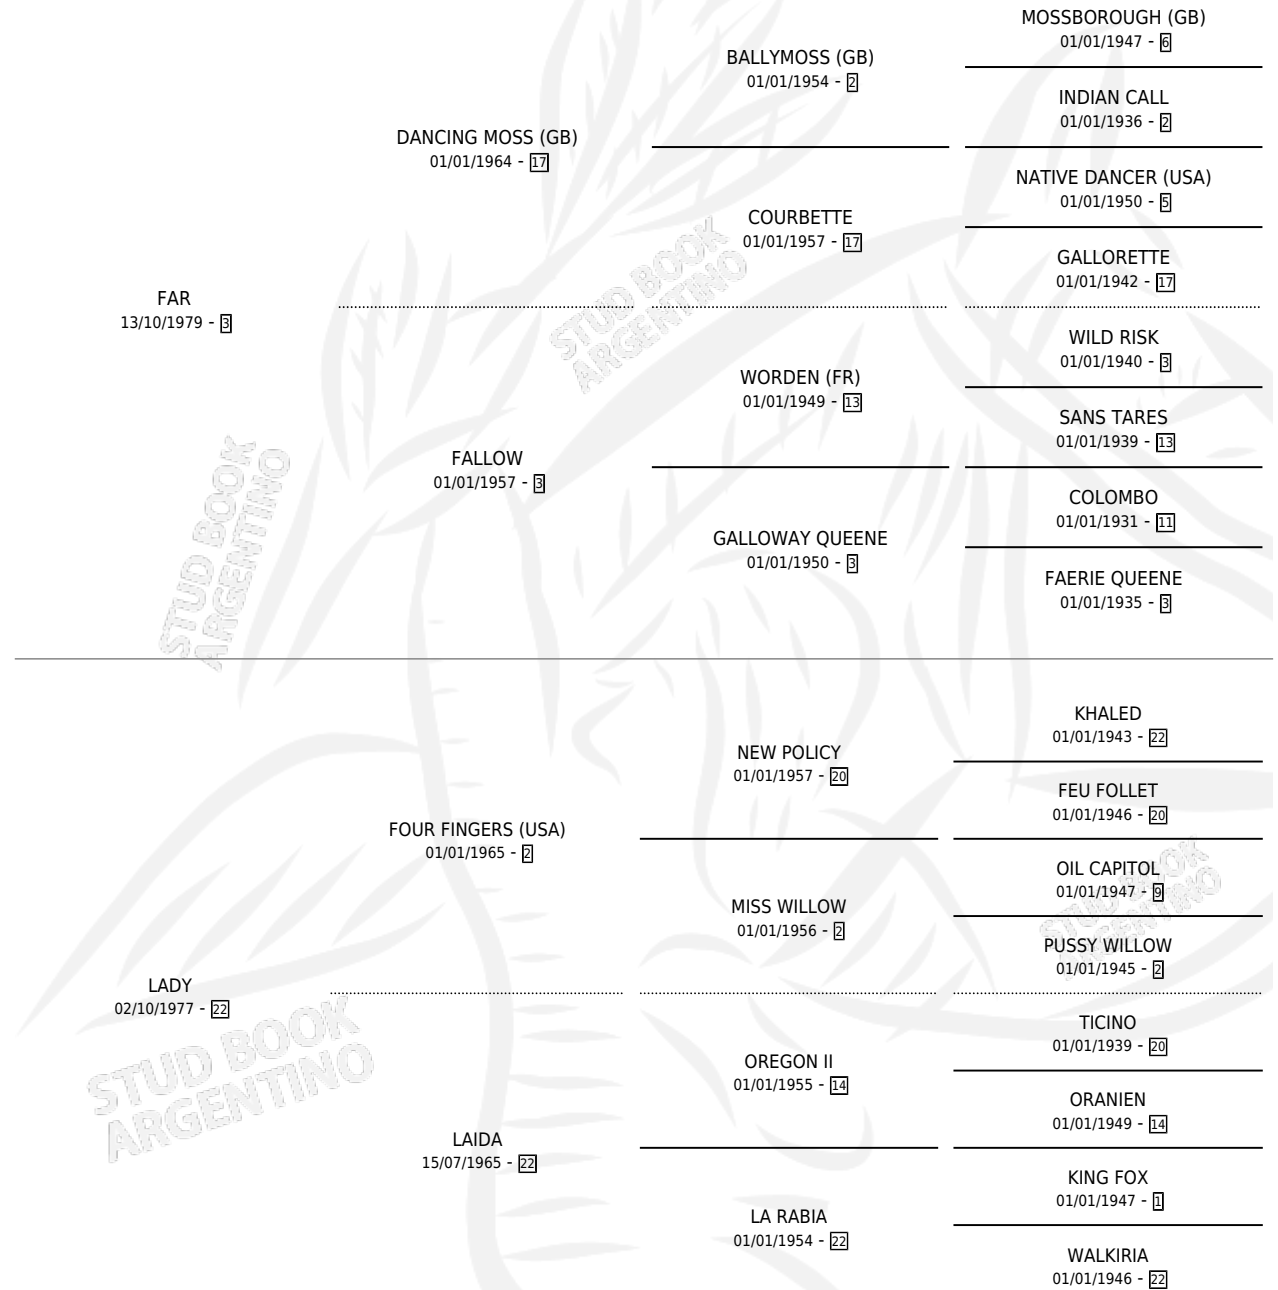 MOSSBOROUGH (GB)
01/01/1947 - 6
BALLYMOSS (GB)
01/01/1954 - 2
INDIAN CALL
01/01/1936 - 2
DANCING MOSS (GB)
01/01/1964 - 17
NATIVE DANCER (USA)
01/01/1950 - 5
COURBETTE
01/01/1957 - 17
GALLORETTE
01/01/1942 - 17
FAR
13/10/1979 - 3
WILD RISK
01/01/1940 - 3
WORDEN (FR)
01/01/1949 - 13
SANS TARES
01/01/1939 - 13
FALLOW
01/01/1957 - 3
COLOMBO
01/01/1931 - 11
GALLOWAY QUEENE
01/01/1950 - 3
FAERIE QUEENE
01/01/1935 - 3
KHALED
01/01/1943 - 22
NEW POLICY
01/01/1957 - 20
FEU FOLLET
01/01/1946 - 20
FOUR FINGERS (USA)
01/01/1965 - 2
OIL CAPITOL
01/01/1947 - 9
MISS WILLOW
01/01/1956 - 2
PUSSY WILLOW
01/01/1945 - 2
LADY
02/10/1977 - 22
TICINO
01/01/1939 - 20
OREGON II
01/01/1955 - 14
ORANIEN
01/01/1949 - 14
LAIDA
15/07/1965 - 22
KING FOX
01/01/1947 - 1
LA RABIA
01/01/1954 - 22
WALKIRIA
01/01/1946 - 22
STUD BOOK
ARGENTINO
STUD BOOK
ARGENTINO
STUD BOOK
ARGENTINO
STUD BOOK
ARGENTINO